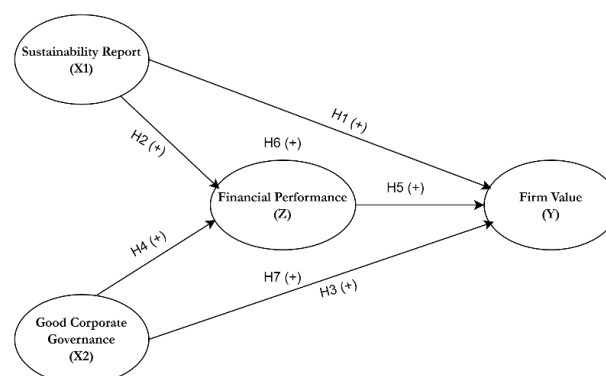 Sustainability Report
(X1)
H1 (+)
H2 (+)
H6 (+)
Financial Performance
(Z)
H5 (+)
Firm Value
(Y)
H4 (+)
H7 (+)
H3 (+)
Good Corporate
Governance
(X2)